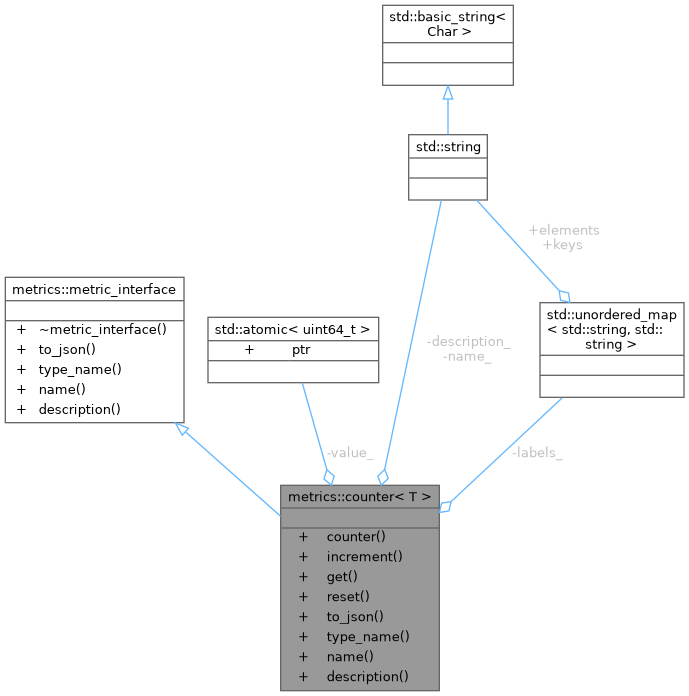 std::basic_string<
Char >
std::string
+elements
+keys
metrics::metric_interface
+ ~metric_interface()
+ to_json()
+ type_name()
+ name()
+ description()
std::atomic< uint64_t >
+ ptr
-description_
-name_
std::unordered_map
< std::string, std::
string >
-value_
-labels_
metrics::counter< T >
+ counter()
+ increment()
+ get()
+ reset()
+ to_json()
+ type_name()
+ name()
+ description()